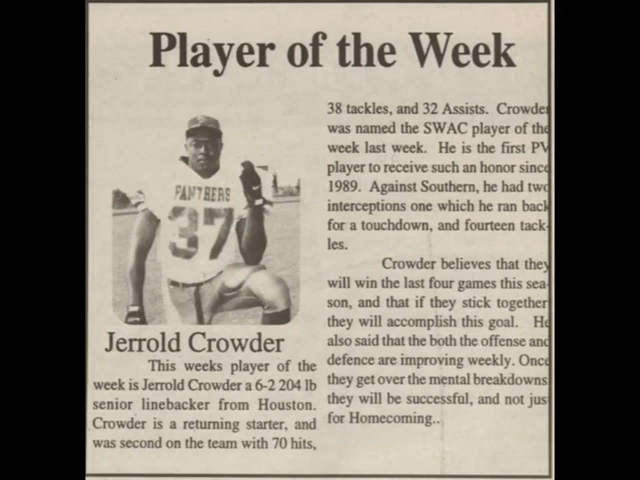 Player of the Week
PANTHERS
37
Jerrold Crowder
This weeks player of the
week is Jerrold Crowder a 6-2 204 lb
senior linebacker from Houston.
Crowder is a returning starter, and
was second on the team with 70 hits,
38 tackles, and 32 Assists. Crowder
was named the SWAC player of the
week last week. He is the first PV
player to receive such an honor since
1989. Against Southern, he had two
interceptions one which he ran back
for a touchdown, and fourteen tack-
les.
Crowder believes that they
will win the last four games this sea-
son, and that if they stick together
they will accomplish this goal. He
also said that the both the offense and
defence are improving weekly. Once
they get over the mental breakdowns
they will be successful, and not jus
for Homecoming..